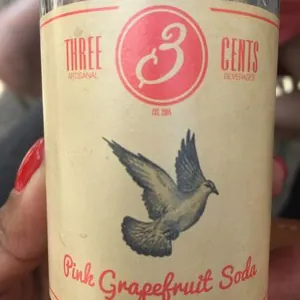 THREE 3 CENTS
ARTISANAL BEVERAGES
EST. 2014
Pink Grapefruit Soda